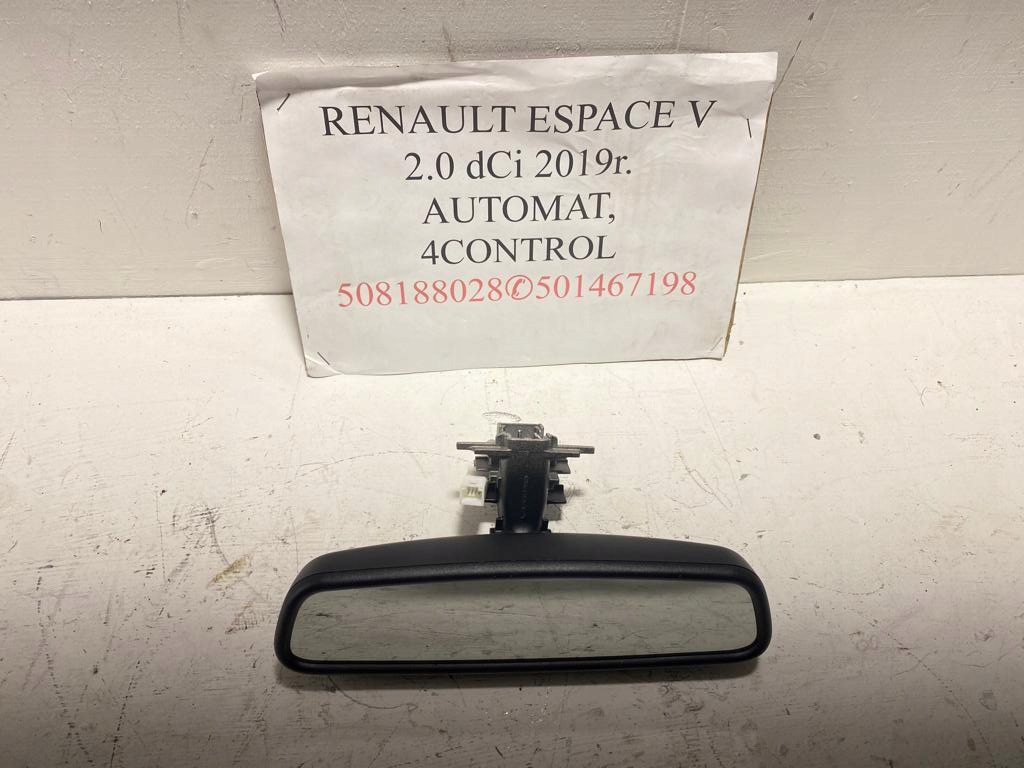 RENAULT ESPACE V
2.0 dCi 2019r.
AUTOMAT,
4CONTROL
508188028✆501467198